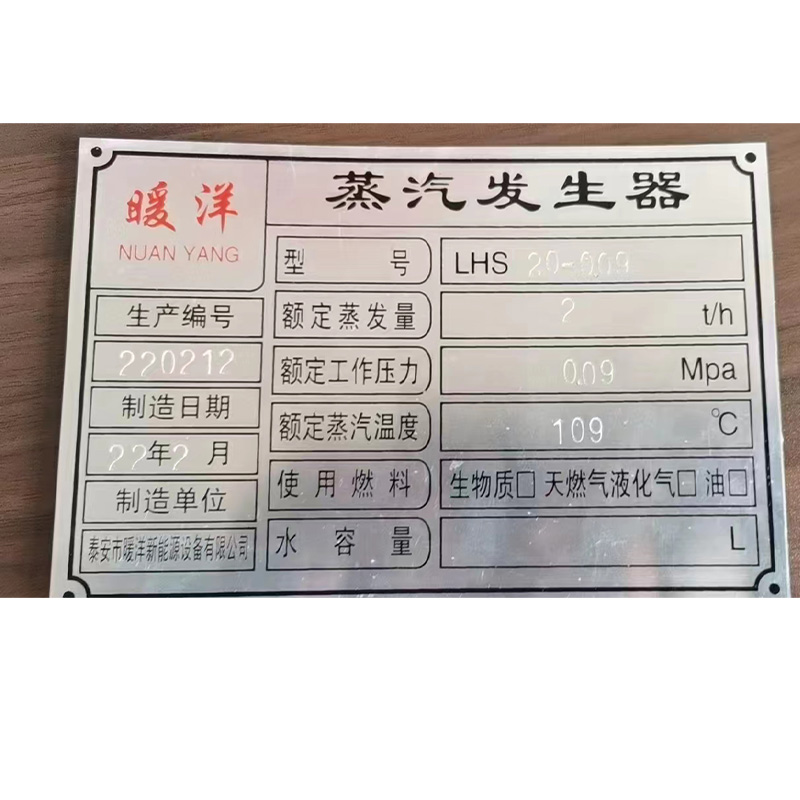 暖洋
NUAN YANG
蒸汽发生器
型 号 LHS 20-009
生产编号
220212
制造日期
22年2月
制造单位
泰安市暖洋新能源设备有限公司
额定蒸发量 2 t/h
额定工作压力 0.09 Mpa
额定蒸汽温度 109 ℃
使用燃料 生物质□ 天燃气液化气□ 油□
水容量 L